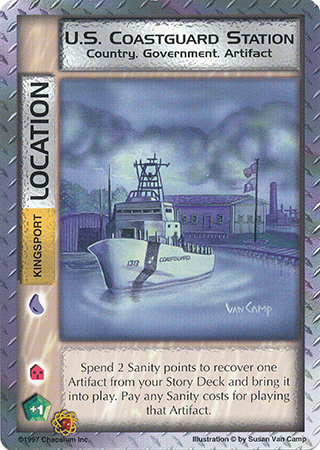 U.S. COASTGUARD STATION
Country. Government. Artifact
LOCATION
KINGSPORT
1313
COASTGUARD
VAN CAMP
Spend 2 Sanity points to recover one
Artifact from your Story Deck and bring it
into play. Pay any Sanity costs for playing
that Artifact.
+1
©1997 Chaosium Inc.
Illustration © by Susan Van Camp